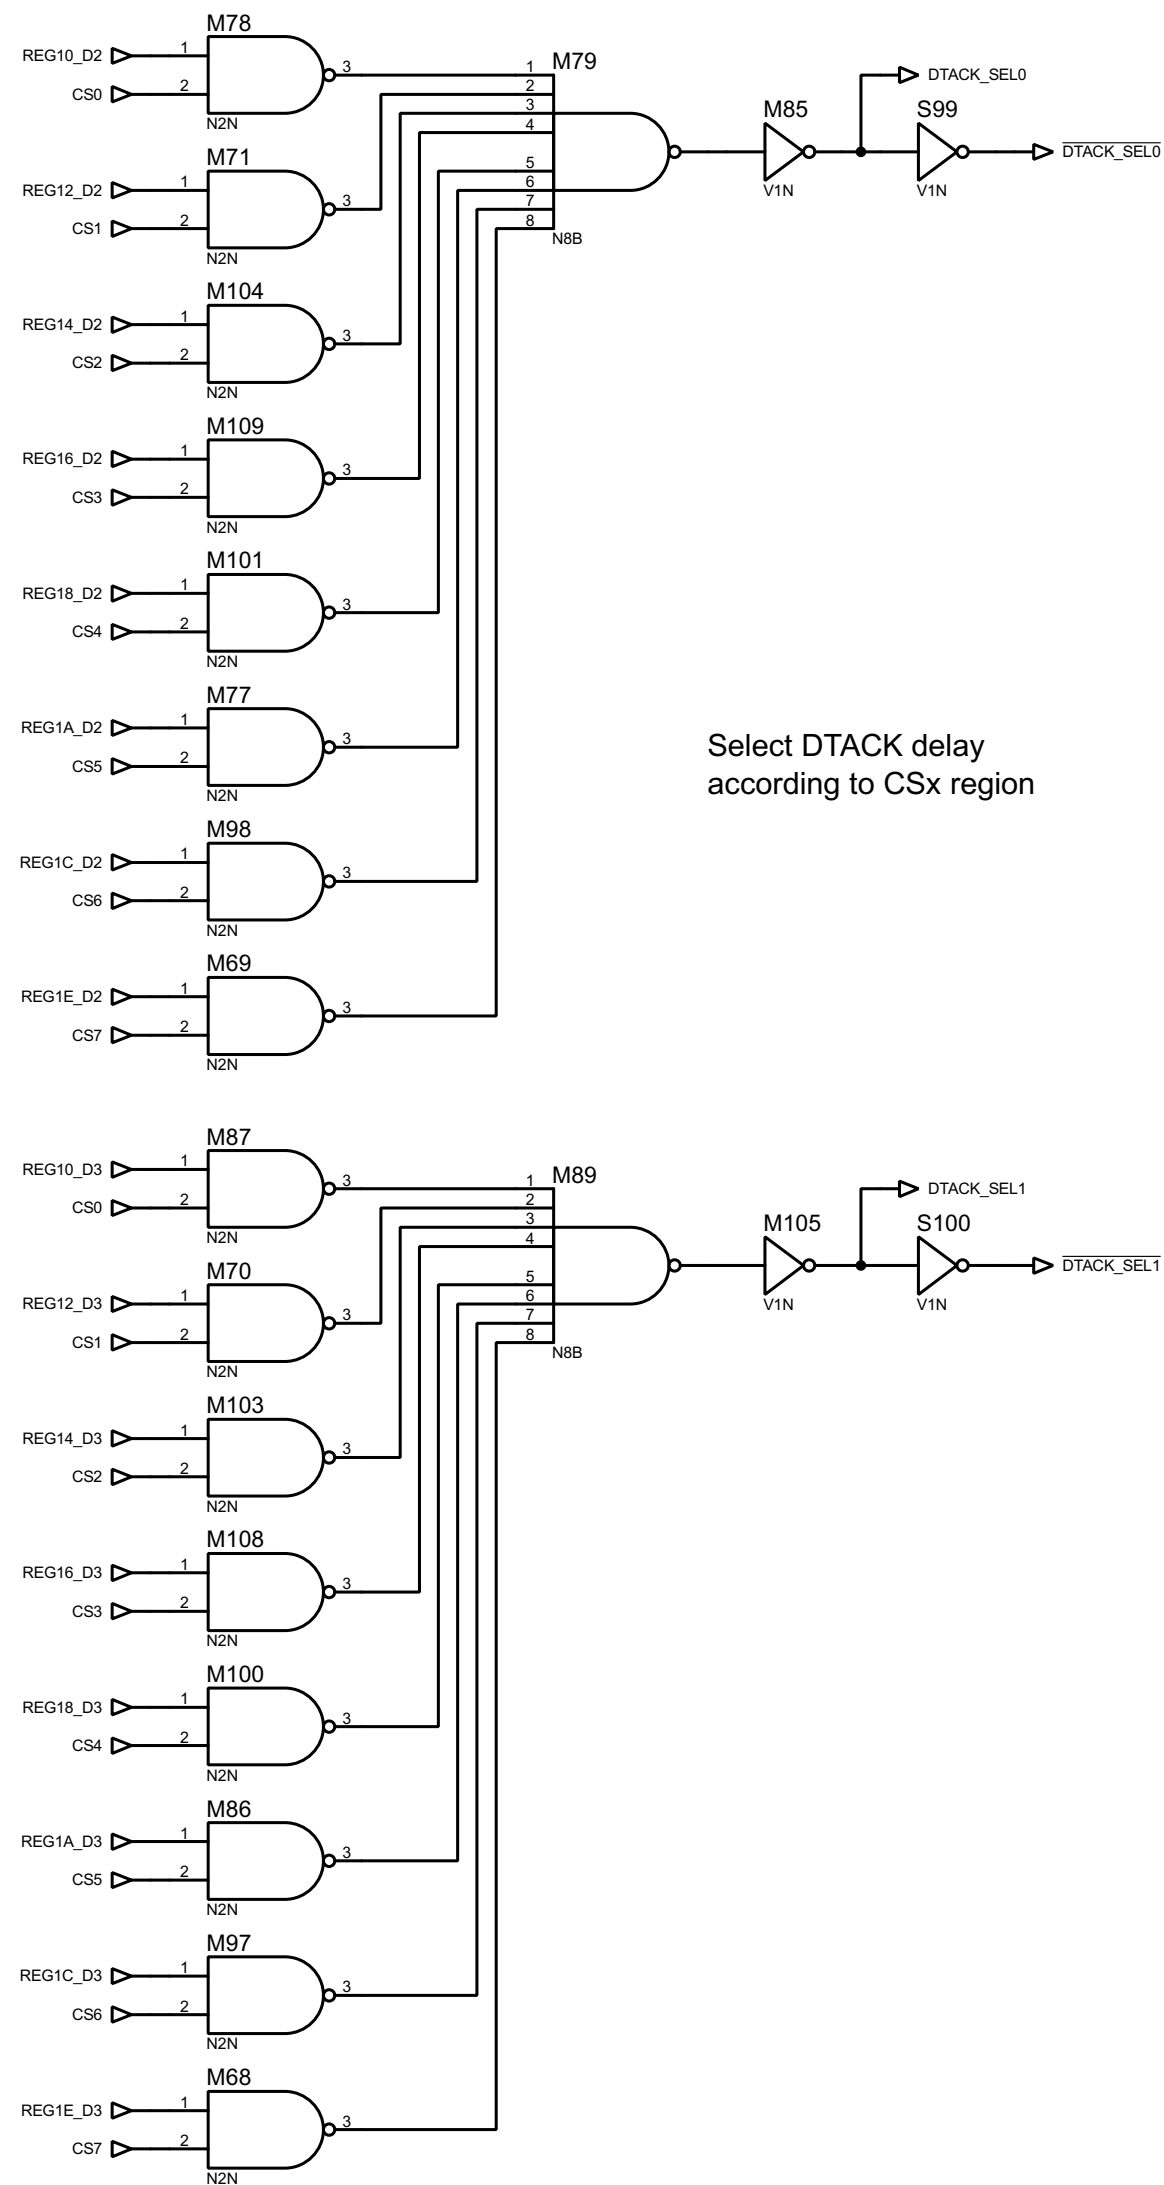 M78
REG10_D2 1
3
CS0 2
N2N
M71
REG12_D2 1
3
CS1 2
N2N
M104
REG14_D2 1
3
CS2 2
N2N
M109
REG16_D2 1
3
CS3 2
N2N
M101
REG18_D2 1
3
CS4 2
N2N
M77
REG1A_D2 1
3
CS5 2
N2N
M98
REG1C_D2 1
3
CS6 2
N2N
M69
REG1E_D2 1
3
CS7 2
N2N
M79
1
2
3
4
5
6
7
8
N8B
M85
V1N
DTACK_SEL0
S99
V1N
DTACK_SEL0
Select DTACK delay
according to CSx region
M87
REG10_D3 1
3
CS0 2
N2N
M70
REG12_D3 1
3
CS1 2
N2N
M103
REG14_D3 1
3
CS2 2
N2N
M108
REG16_D3 1
3
CS3 2
N2N
M100
REG18_D3 1
3
CS4 2
N2N
M86
REG1A_D3 1
3
CS5 2
N2N
M97
REG1C_D3 1
3
CS6 2
N2N
M68
REG1E_D3 1
3
CS7 2
N2N
M89
1
2
3
4
5
6
7
8
N8B
M105
V1N
DTACK_SEL1
S100
V1N
DTACK_SEL1